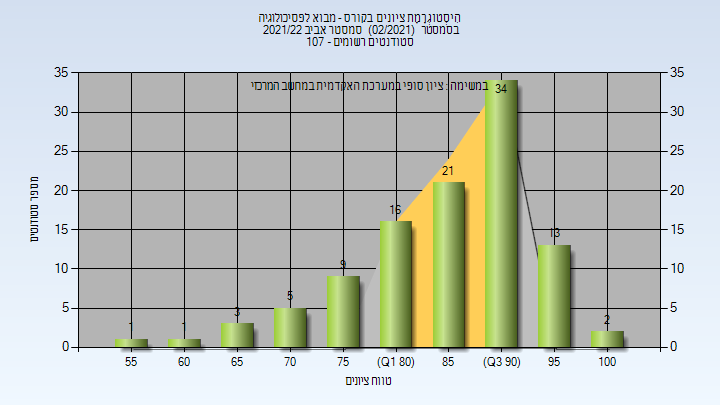 היסטוגרמת ציונים בקורס - מבוא לפסיכולוגיה
בסמסטר (02/2021) סמסטר אביב 2021/22
סטודנטים רשומים - 107
במשימה : ציון סופי במערכת האקדמית במחשב המרכזי
מספר סטודנטים
35 35
30 30
25 25
20 20
15 15
10 10
5 5
0 0
1 1 3 5 9 16 21 34 13 2
55 60 65 70 75 (Q1 80) 85 (Q3 90) 95 100
טווח ציונים